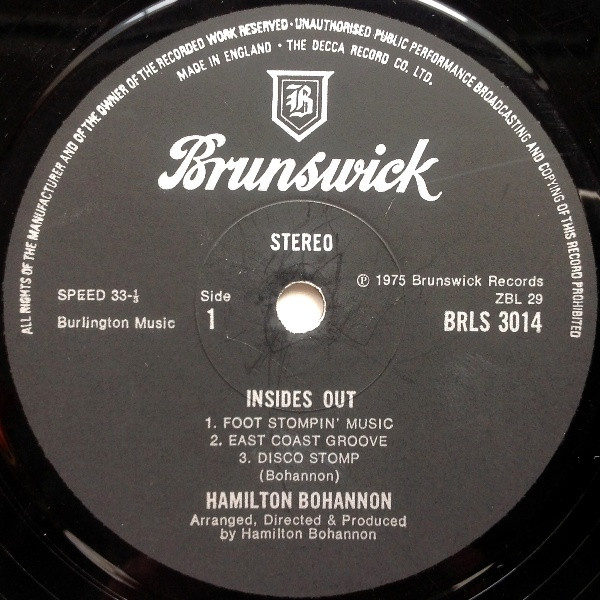 ALL RIGHTS OF THE MANUFACTURER AND OF THE OWNER OF THE RECORDED WORK RESERVED · UNAUTHORISED PUBLIC PERFORMANCE BROADCASTING AND COPYING OF THIS RECORD PROHIBITED
MADE IN ENGLAND · THE DECCA RECORD CO. LTD.
B
Brunswick
STEREO
℗ 1975 Brunswick Records
SPEED 33-⅓ Side ZBL 29
Burlington Music 1 BRLS 3014
INSIDES OUT
1. FOOT STOMPIN' MUSIC
2. EAST COAST GROOVE
3. DISCO STOMP
(Bohannon)
HAMILTON BOHANNON
Arranged, Directed & Produced
by Hamilton Bohannon